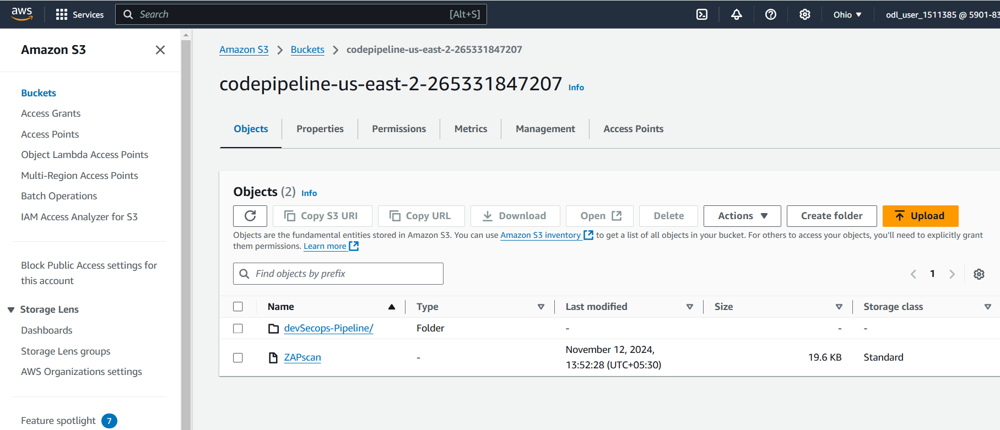 aws
Services
Search
[Alt+S]
Ohio
odl_user_1511385 @ 5901-83
Amazon S3
Buckets
Access Grants
Access Points
Object Lambda Access Points
Multi-Region Access Points
Batch Operations
IAM Access Analyzer for S3
Block Public Access settings for
this account
Storage Lens
Dashboards
Storage Lens groups
AWS Organizations settings
Feature spotlight 7
Amazon S3 > Buckets > codepipeline-us-east-2-265331847207
codepipeline-us-east-2-265331847207 Info
Objects
Properties
Permissions
Metrics
Management
Access Points
Objects (2) Info
Copy S3 URI
Copy URL
Download
Open
Delete
Actions
Create folder
Upload
Objects are the fundamental entities stored in Amazon S3. You can use Amazon S3 inventory to get a list of all objects in your bucket. For others to access your objects, you'll need to explicitly grant
them permissions. Learn more
Find objects by prefix
1
Name Type Last modified Size Storage class
devSecops-Pipeline/ Folder - - -
ZAPscan - November 12, 2024, 13:52:28 (UTC+05:30) 19.6 KB Standard